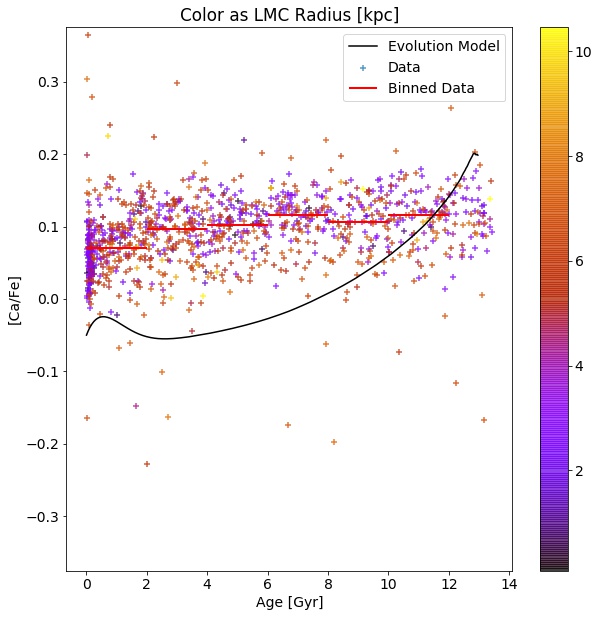 Color as LMC Radius [kpc]
Evolution Model
Data
Binned Data
[Ca/Fe]
0.3
0.2
0.1
0.0
−0.1
−0.2
−0.3
0 2 4 6 8 10 12 14
Age [Gyr]
10
8
6
4
2